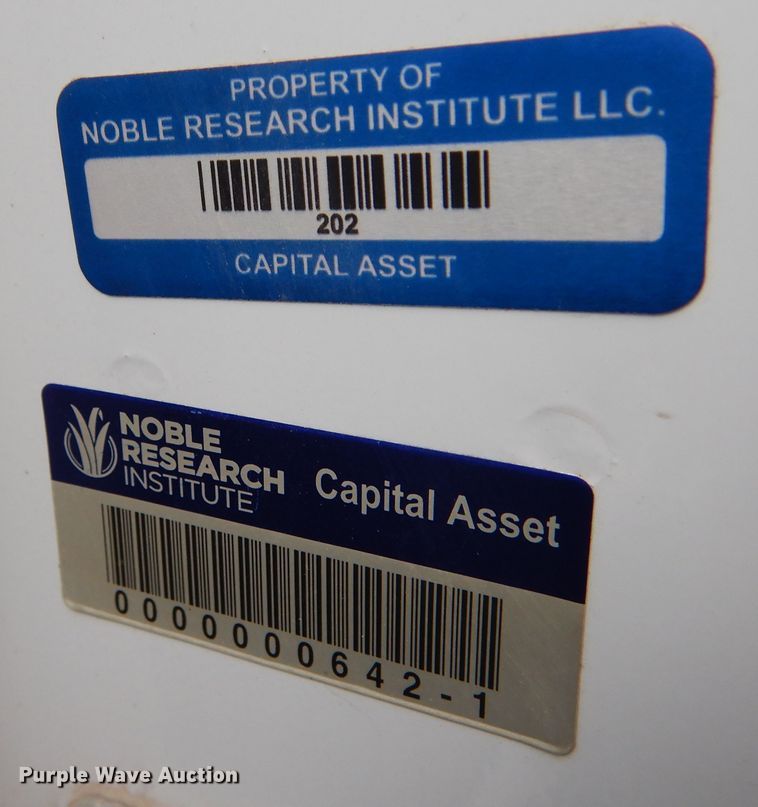 PROPERTY OF
NOBLE RESEARCH INSTITUTE LLC.
202
CAPITAL ASSET
NOBLE
RESEARCH
INSTITUTE
Capital Asset
0000000642-1
Purple Wave Auction